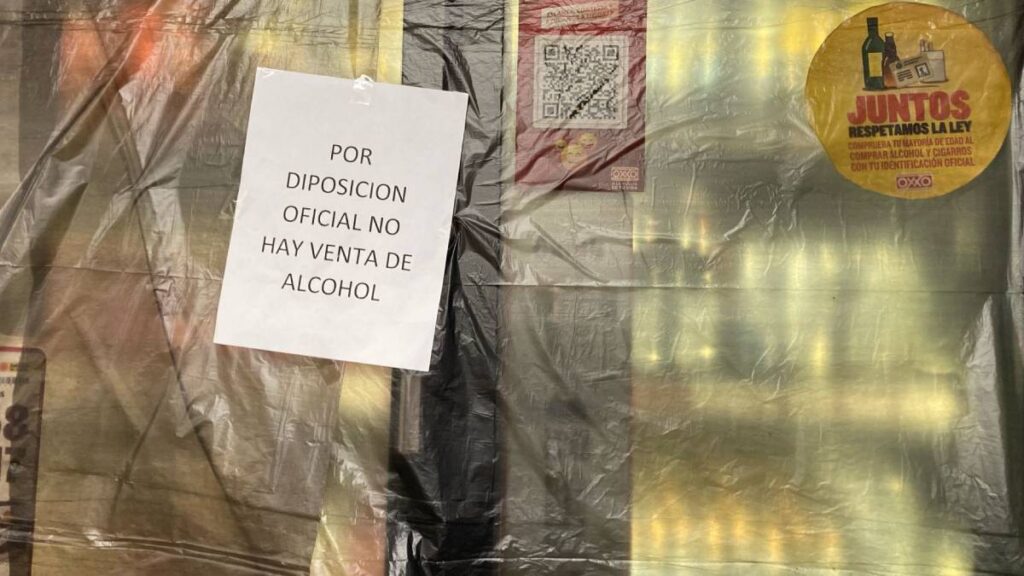 POR
DIPOSICION
OFICIAL NO
HAY VENTA DE
ALCOHOL
OXXO
JUNTOS
RESPETAMOS LA LEY
COMPRUEBA TU MAYORÍA DE EDAD AL
COMPRAR ALCOHOL Y CIGARROS
CON TU IDENTIFICACIÓN OFICIAL
OXXO